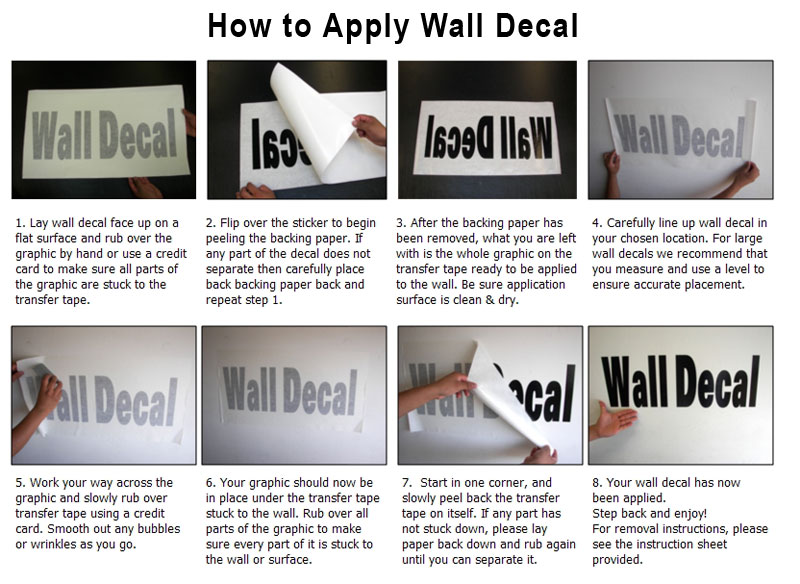 How to Apply Wall Decal
Wall Decal
Decal
Wall Decal
Wall Decal
1. Lay wall decal face up on a
flat surface and rub over the
graphic by hand or use a credit
card to make sure all parts of
the graphic are stuck to the
transfer tape.
2. Flip over the sticker to begin
peeling the backing paper. If
any part of the decal does not
separate then carefully place
back backing paper back and
repeat step 1.
3. After the backing paper has
been removed, what you are left
with is the whole graphic on the
transfer tape ready to be applied
to the wall. Be sure application
surface is clean & dry.
4. Carefully line up wall decal in
your chosen location. For large
wall decals we recommend that
you measure and use a level to
ensure accurate placement.
Wall Decal
Wall Decal
Wall Decal
Wall Decal
5. Work your way across the
graphic and slowly rub over
transfer tape using a credit
card. Smooth out any bubbles
or wrinkles as you go.
6. Your graphic should now be
in place under the transfer tape
stuck to the wall. Rub over all
parts of the graphic to make
sure every part of it is stuck to
the wall or surface.
7. Start in one corner, and
slowly peel back the transfer
tape on itself. If any part has
not stuck down, please lay
paper back down and rub again
until you can separate it.
8. Your wall decal has now
been applied.
Step back and enjoy!
For removal instructions, please
see the instruction sheet
provided.